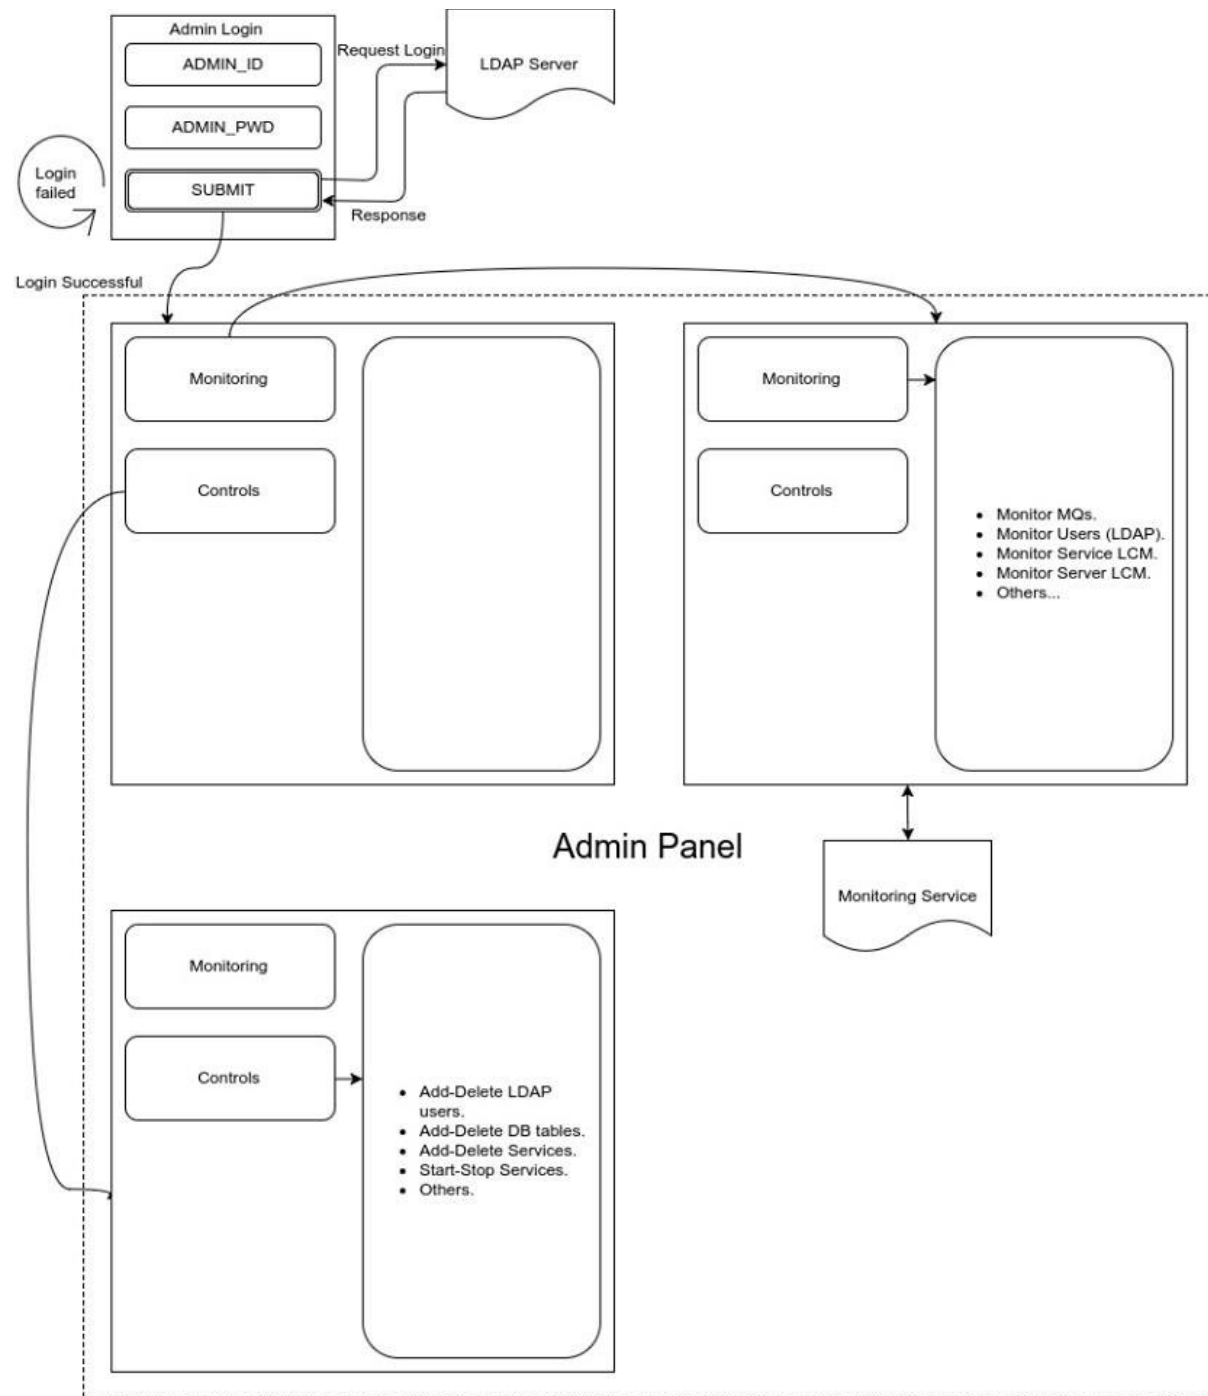 Admin Login
ADMIN_ID
Request Login
LDAP Server
ADMIN_PWD
Login
failed
SUBMIT
Response
Login Successful
Monitoring
Controls
Monitoring
Controls
• Monitor MQs.
• Monitor Users (LDAP).
• Monitor Service LCM.
• Monitor Server LCM.
• Others...
Admin Panel
Monitoring Service
Monitoring
Controls
• Add-Delete LDAP
users.
• Add-Delete DB tables.
• Add-Delete Services.
• Start-Stop Services.
• Others.